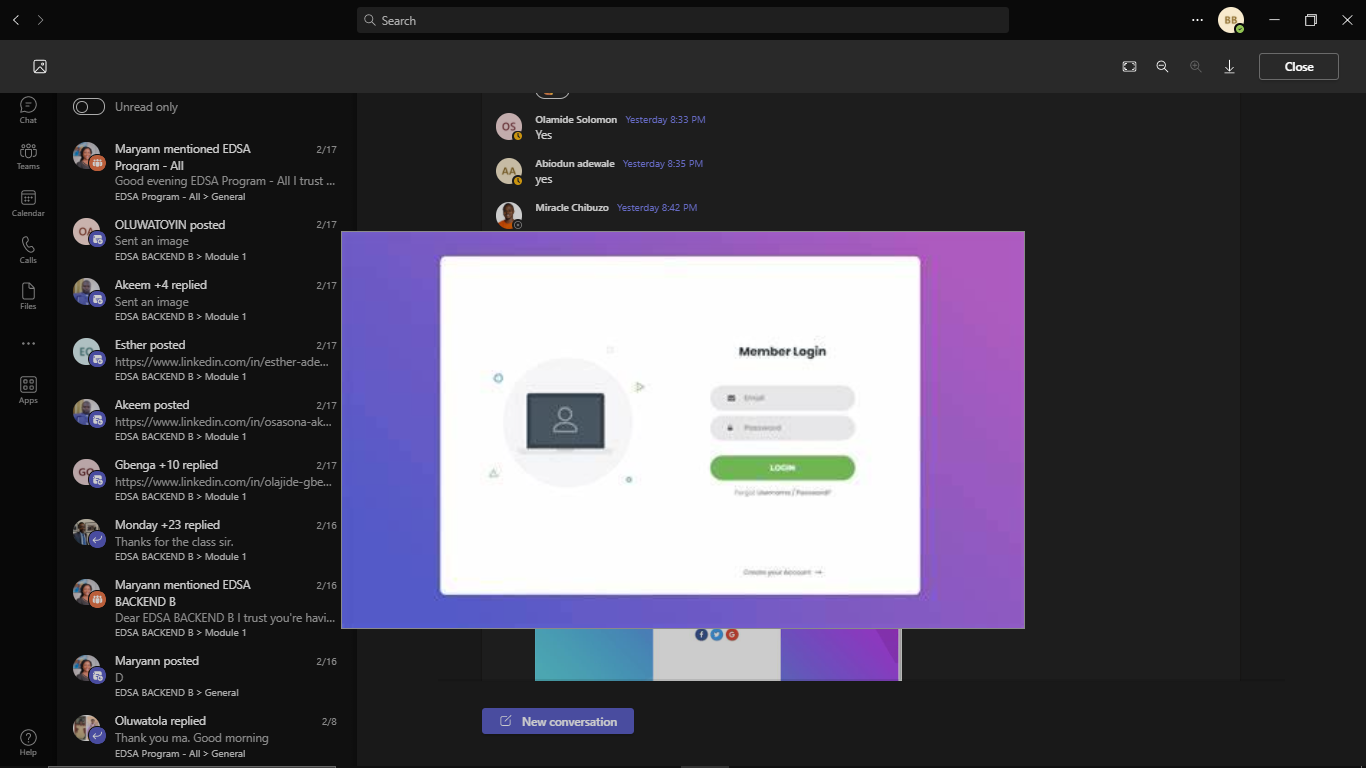 Search
BB
Close
Chat
Teams
Calendar
Calls
Files
Apps
Help
Unread only
Maryann mentioned EDSA
Program - All
2/17
Good evening EDSA Program - All I trust ...
EDSA Program - All > General
OA
OLUWATOYIN posted
2/17
Sent an image
EDSA BACKEND B > Module 1
Akeem +4 replied
2/17
Sent an image
EDSA BACKEND B > Module 1
EO
Esther posted
2/17
https://www.linkedin.com/in/esther-ade...
EDSA BACKEND B > Module 1
Akeem posted
2/17
https://www.linkedin.com/in/osasona-ak...
EDSA BACKEND B > Module 1
GO
Gbenga +10 replied
2/17
https://www.linkedin.com/in/olajide-gbe...
EDSA BACKEND B > Module 1
Monday +23 replied
2/16
Thanks for the class sir.
EDSA BACKEND B > Module 1
Maryann mentioned EDSA
BACKEND B
2/16
Dear EDSA BACKEND B I trust you're havi...
EDSA BACKEND B > Module 1
Maryann posted
2/16
D
EDSA BACKEND B > General
Oluwatola replied
2/8
Thank you ma. Good morning
EDSA Program - All > General
OS
Olamide Solomon Yesterday 8:33 PM
Yes
AA
Abiodun adewale Yesterday 8:35 PM
yes
Miracle Chibuzo Yesterday 8:42 PM
Member Login
Email
Password
LOGIN
Forgot Username / Password?
Create your Account →
f
G
New conversation